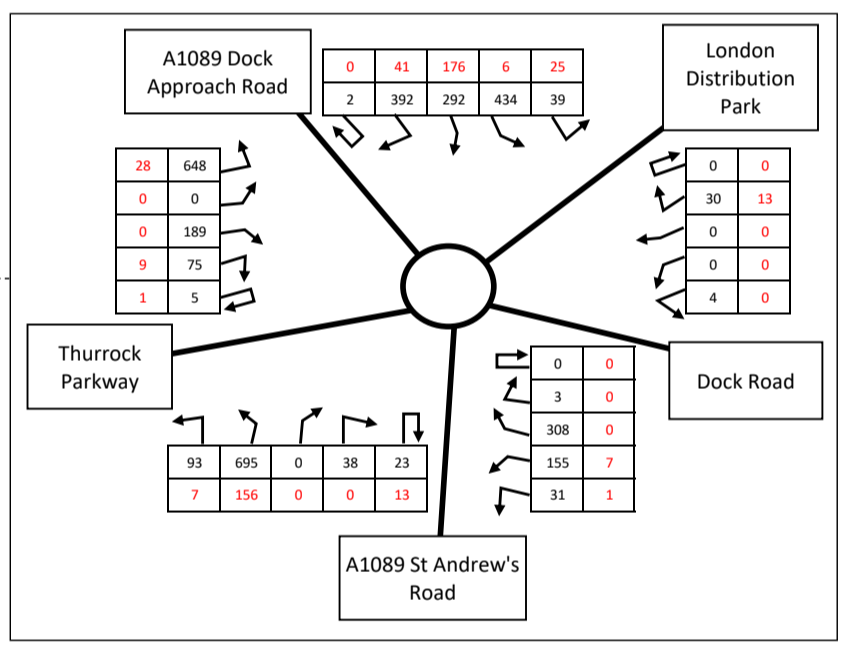 A1089 Dock
Approach Road
0 41 176 6 25
2 392 292 434 39
London
Distribution
Park
28 648
0 0
0 189
9 75
1 5
0 0
30 13
0 0
0 0
4 0
Thurrock
Parkway
0 0
3 0
308 0
155 7
31 1
Dock Road
93 695 0 38 23
7 156 0 0 13
A1089 St Andrew's
Road